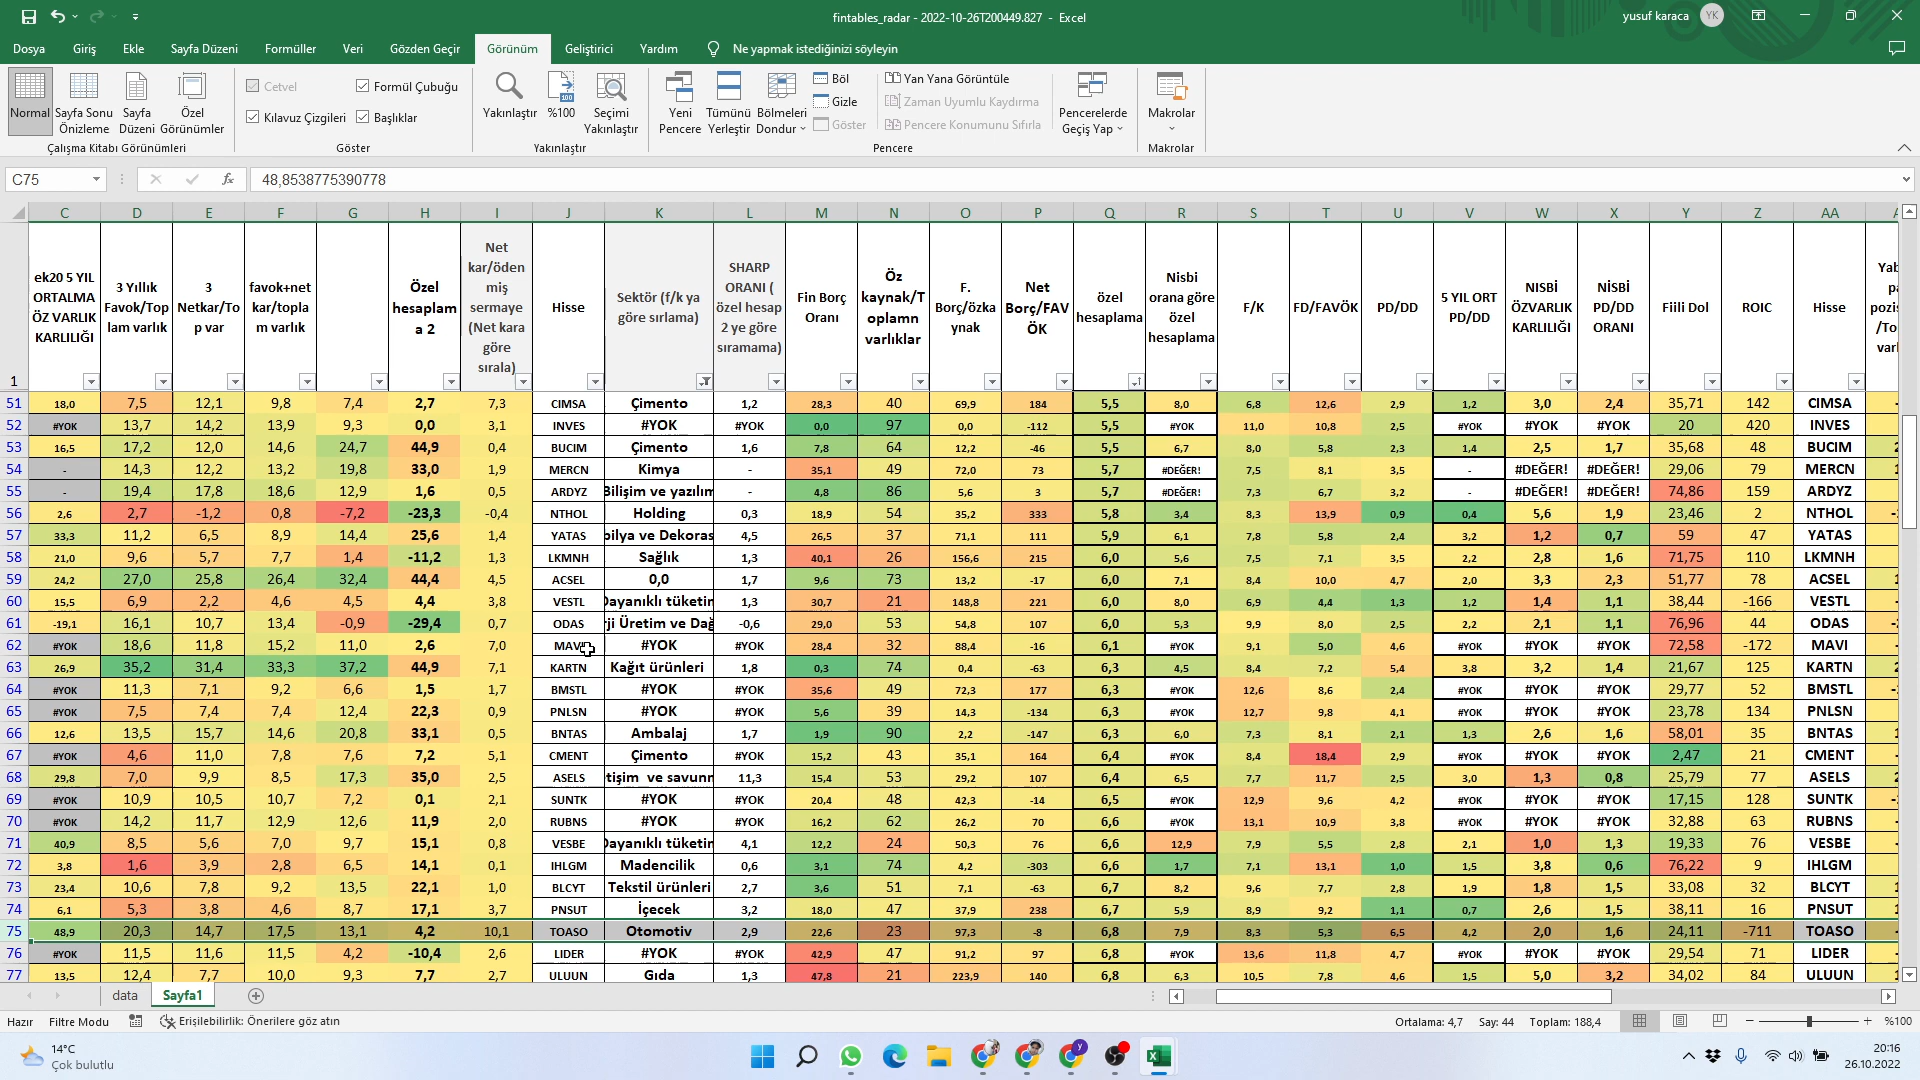 fintables_radar - 2022-10-26T200449.827 - Excel
yusuf karaca YK
Dosya Giriş Ekle Sayfa Düzeni Formüller Veri Gözden Geçir Görünüm Geliştirici Yardım Ne yapmak istediğinizi söyleyin
Normal Sayfa Sonu Önizleme Sayfa Düzeni Özel Görünümler
Cetvel Formül Çubuğu
Kılavuz Çizgileri Başlıklar
Yakınlaştır %100 Seçimi Yakınlaştır
Yeni Pencere Tümünü Yerleştir Bölmeleri Dondur
Böl Gizle Göster
Yan Yana Görüntüle
Zaman Uyumlu Kaydırma
Pencere Konumunu Sıfırla
Pencerelerde Geçiş Yap Makrolar
Çalışma Kitabı Görünümleri Göster Yakınlaştır Pencere Makrolar
C75 fx 48,8538775390778
C D E F G H I J K L M N O P Q R S T U V W X Y Z AA
1 ek20 5 YIL ORTALMA ÖZ VARLIK KARLILIĞI | 3 Yıllık Favok/Toplam varlık | 3 Netkar/Top var | favok+net kar/toplam varlık | Özel hesaplama 2 | Net kar/ödenmiş sermaye (Net kara göre sırala) | Hisse | Sektör (f/k ya göre sırlama) | SHARP ORANI ( özel hesap 2 ye göre sıramama) | Fin Borç Oranı | Öz kaynak/Toplamn varlıklar | F. Borç/özkaynak | Net Borç/FAVÖK | özel hesaplama | Nisbi orana göre özel hesaplama | F/K | FD/FAVÖK | PD/DD | 5 YIL ORT PD/DD | NISBİ ÖZVARLIK KARLILIĞI | NİSBİ PD/DD ORANI | Fiili Dol | ROIC | Hisse
51 18,0 7,5 12,1 9,8 7,4 2,7 7,3 CIMSA Çimento 1,2 28,3 40 69,9 184 5,5 8,0 6,8 12,6 2,9 1,2 3,0 2,4 35,71 142 CIMSA
52 #YOK 13,7 14,2 13,9 9,3 0,0 3,1 INVES #YOK #YOK 0,0 97 0,0 -112 5,5 #YOK 11,0 10,8 2,5 #YOK #YOK #YOK 20 420 INVES
53 16,5 17,2 12,0 14,6 24,7 44,9 0,4 BUCIM Çimento 1,6 7,8 64 12,2 -46 5,5 6,7 8,0 5,8 2,3 1,4 2,5 1,7 35,68 48 BUCIM
54 - 14,3 12,2 13,2 19,8 33,0 1,9 MERCN Kimya - 35,1 49 72,0 73 5,7 #DEĞER! 7,5 8,1 3,5 - #DEĞER! #DEĞER! 29,06 79 MERCN
55 - 19,4 17,8 18,6 12,9 1,6 0,5 ARDYZ Bilişim ve yazılım - 4,8 86 5,6 3 5,7 #DEĞER! 7,3 6,7 3,2 - #DEĞER! #DEĞER! 74,86 159 ARDYZ
56 2,6 2,7 -1,2 0,8 -7,2 -23,3 -0,4 NTHOL Holding 0,3 18,9 54 35,2 333 5,8 3,4 8,3 13,9 0,9 0,4 5,6 1,9 23,46 2 NTHOL
57 33,3 11,2 6,5 8,9 14,4 25,6 1,4 YATAS bilya ve Dekoras 4,5 26,5 37 71,1 111 5,9 6,1 7,8 5,8 2,4 3,2 1,2 0,7 59 47 YATAS
58 21,0 9,6 5,7 7,7 1,4 -11,2 1,3 LKMNH Sağlık 1,3 40,1 26 156,6 215 6,0 5,6 7,5 7,1 3,5 2,2 2,8 1,6 71,75 110 LKMNH
59 24,2 27,0 25,8 26,4 32,4 44,4 4,5 ACSEL 0,0 1,7 9,6 73 13,2 -17 6,0 7,1 8,4 10,0 4,7 2,0 3,3 2,3 51,77 78 ACSEL
60 15,5 6,9 2,2 4,6 4,5 4,4 3,8 VESTL Dayanıklı tüketin 1,3 30,7 21 148,8 221 6,0 8,0 6,9 4,4 1,3 1,2 1,4 1,1 38,44 -166 VESTL
61 -19,1 16,1 10,7 13,4 -0,9 -29,4 0,7 ODAS rji Üretim ve Dağ -0,6 29,0 53 54,8 107 6,0 5,3 9,9 8,0 2,5 2,2 2,1 1,1 76,96 44 ODAS
62 #YOK 18,6 11,8 15,2 11,0 2,6 7,0 MAVI #YOK #YOK 28,4 32 88,4 -16 6,1 #YOK 9,1 5,0 4,6 #YOK #YOK #YOK 72,58 -172 MAVI
63 26,9 35,2 31,4 33,3 37,2 44,9 7,1 KARTN Kağıt ürünleri 1,8 0,3 74 0,4 -63 6,3 4,5 8,4 7,2 5,4 3,8 3,2 1,4 21,67 125 KARTN
64 #YOK 11,3 7,1 9,2 6,6 1,5 1,7 BMSTL #YOK #YOK 35,6 49 72,3 177 6,3 #YOK 12,6 8,6 2,4 #YOK #YOK #YOK 29,77 52 BMSTL
65 #YOK 7,5 7,4 7,4 12,4 22,3 0,9 PNLSN #YOK #YOK 5,6 39 14,3 -134 6,3 #YOK 12,7 9,8 4,1 #YOK #YOK #YOK 23,78 134 PNLSN
66 12,6 13,5 15,7 14,6 20,8 33,1 0,5 BNTAS Ambalaj 1,7 1,9 90 2,2 -147 6,3 6,0 7,3 8,1 2,1 1,3 2,6 1,6 58,01 35 BNTAS
67 #YOK 4,6 11,0 7,8 7,6 7,2 5,1 CMENT Çimento #YOK 15,2 43 35,1 164 6,4 #YOK 8,4 18,4 2,9 #YOK #YOK #YOK 2,47 21 CMENT
68 29,8 7,0 9,9 8,5 17,3 35,0 2,5 ASELS etişim ve savunn 11,3 15,4 53 29,2 107 6,4 6,5 7,7 11,7 2,5 3,0 1,3 0,8 25,79 77 ASELS
69 #YOK 10,9 10,5 10,7 7,2 0,1 2,1 SUNTK #YOK #YOK 20,4 48 42,3 -14 6,5 #YOK 12,9 9,6 4,2 #YOK #YOK #YOK 17,15 128 SUNTK
70 #YOK 14,2 11,7 12,9 12,6 11,9 2,0 RUBNS #YOK #YOK 16,2 62 26,2 70 6,6 #YOK 13,1 10,9 3,8 #YOK #YOK #YOK 32,88 63 RUBNS
71 40,9 8,5 5,6 7,0 9,7 15,1 0,8 VESBE Dayanıklı tüketin 4,1 12,2 24 50,3 76 6,6 12,9 7,9 5,5 2,8 2,1 1,0 1,3 19,33 76 VESBE
72 3,8 1,6 3,9 2,8 6,5 14,1 0,1 IHLGM Madencilik 0,6 3,1 74 4,2 -303 6,6 1,7 7,1 13,1 1,0 1,5 3,8 0,6 76,22 9 IHLGM
73 23,4 10,6 7,8 9,2 13,5 22,1 1,0 BLCYT Tekstil ürünleri 2,7 3,6 51 7,1 -63 6,7 8,2 9,6 7,7 2,8 1,9 1,8 1,5 33,08 32 BLCYT
74 6,1 5,3 3,8 4,6 8,7 17,1 3,7 PNSUT İçecek 3,2 18,0 47 37,9 238 6,7 5,9 8,9 9,2 1,1 0,7 2,6 1,5 38,11 16 PNSUT
75 48,9 20,3 14,7 17,5 13,1 4,2 10,1 TOASO Otomotiv 2,9 22,6 23 97,3 -8 6,8 7,9 8,3 5,3 6,5 4,2 2,0 1,6 24,11 -711 TOASO
76 #YOK 11,5 11,6 11,5 4,2 -10,4 2,6 LIDER #YOK #YOK 42,9 47 91,2 97 6,8 #YOK 13,6 11,8 4,7 #YOK #YOK #YOK 29,54 71 LIDER
77 13,5 12,4 7,7 10,0 9,3 7,7 2,7 ULUUN Gıda 1,3 47,8 21 223,9 140 6,8 6,3 10,5 7,8 4,6 1,5 5,0 3,2 34,02 84 ULUUN
data Sayfa1
Hazır Filtre Modu Erişilebilirlik: Önerilere göz atın Ortalama: 4,7 Say: 44 Toplam: 188,4 %100
14°C
Çok bulutlu
20:16
26.10.2022